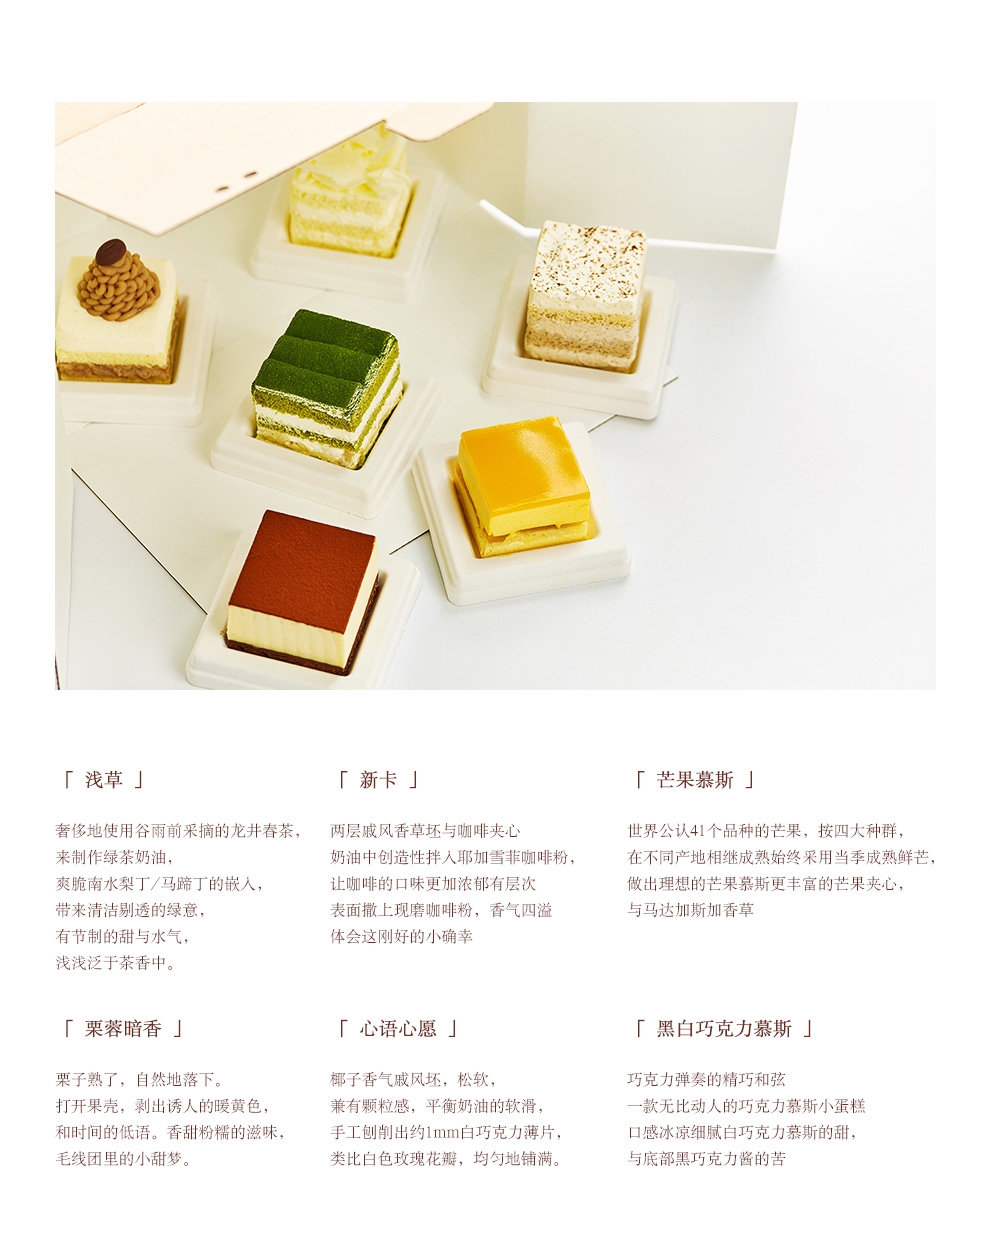 「 浅草 」
奢侈地使用谷雨前采摘的龙井春茶，
来制作绿茶奶油，
爽脆南水梨丁/马蹄丁的嵌入，
带来清洁剔透的绿意，
有节制的甜与水气，
浅浅泛于茶香中。
「 新卡 」
两层戚风香草坯与咖啡夹心
奶油中创造性拌入耶加雪菲咖啡粉，
让咖啡的口味更加浓郁有层次
表面撒上现磨咖啡粉，香气四溢
体会这刚好的小确幸
「 芒果慕斯 」
世界公认41个品种的芒果，按四大种群，
在不同产地相继成熟始终采用当季成熟鲜芒，
做出理想的芒果慕斯更丰富的芒果夹心，
与马达加斯加香草
「 栗蓉暗香 」
栗子熟了，自然地落下。
打开果壳，剥出诱人的暖黄色，
和时间的低语。香甜粉糯的滋味，
毛线团里的小甜梦。
「 心语心愿 」
椰子香气戚风坯，松软，
兼有颗粒感，平衡奶油的软滑，
手工刨削出约1mm白巧克力薄片，
类比白色玫瑰花瓣，均匀地铺满。
「 黑白巧克力慕斯 」
巧克力弹奏的精巧和弦
一款无比动人的巧克力慕斯小蛋糕
口感冰凉细腻白巧克力慕斯的甜，
与底部黑巧克力酱的苦